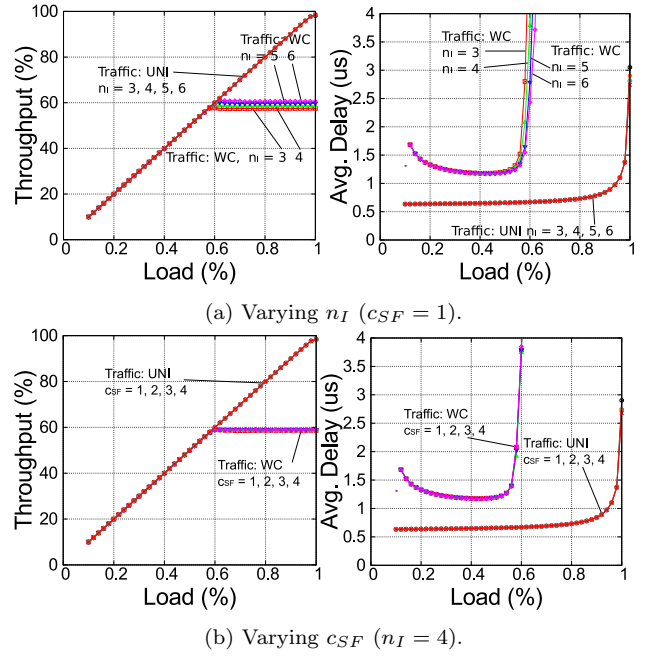 Throughput (%)
100
80
60
40
20
0
0
0.2
0.4
0.6
0.8
1
Load (%)
Traffic: WC
nI = 5 6
Traffic: UNI
nI = 3, 4, 5, 6
Traffic: WC, nI = 3 4
Avg. Delay (us)
4
3.5
3
2.5
2
1.5
1
0.5
0
0
0.2
0.4
0.6
0.8
1
Load (%)
Traffic: WC
nI = 3
nI = 4
Traffic: WC
nI = 5
nI = 6
Traffic: UNI nI = 3, 4, 5, 6
(a) Varying nI (cSF = 1).
Throughput (%)
100
80
60
40
20
0
0
0.2
0.4
0.6
0.8
1
Load (%)
Traffic: UNI
cSF = 1, 2, 3, 4
Traffic: WC
cSF = 1, 2, 3, 4
Avg. Delay (us)
4
3.5
3
2.5
2
1.5
1
0.5
0
0
0.2
0.4
0.6
0.8
1
Load (%)
Traffic: WC
cSF = 1, 2, 3, 4
Traffic: UNI
cSF = 1, 2, 3, 4
(b) Varying cSF (nI = 4).